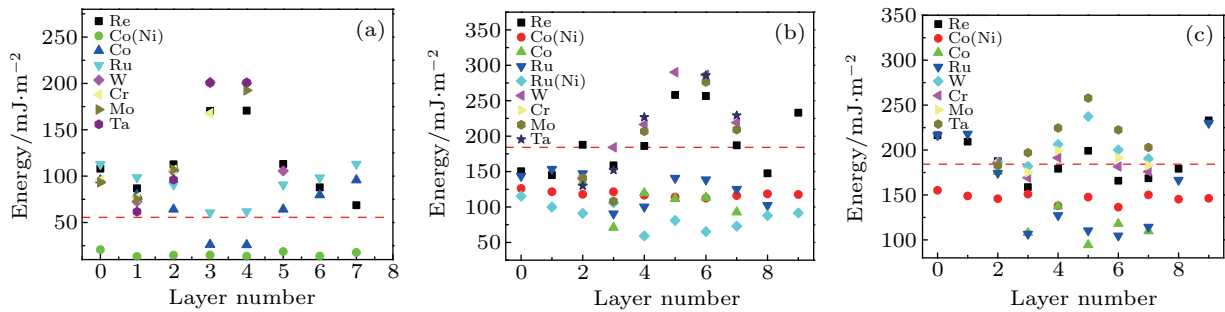 (a)
Re
Co(Ni)
Co
Ru
W
Cr
Mo
Ta
Energy/mJ·m−2
250
200
150
100
50
0 1 2 3 4 5 6 7 8
Layer number
(b)
Re
Co(Ni)
Co
Ru
Ru(Ni)
W
Cr
Mo
Ta
Energy/mJ·m−2
350
300
250
200
150
100
50
0 2 4 6 8
Layer number
(c)
Re
Co(Ni)
Co
Ru
W
Cr
Mo
Ta
Energy/mJ·m−2
300
250
200
150
100
0 2 4 6 8
Layer number